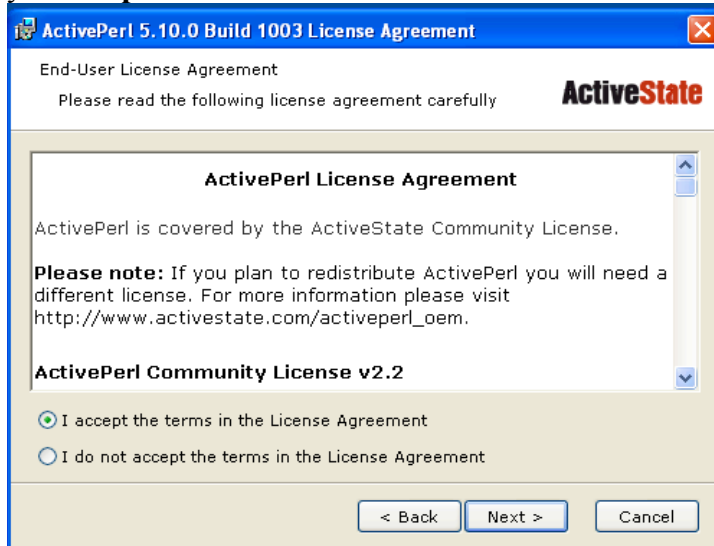 ActivePerl 5.10.0 Build 1003 License Agreement
End-User License Agreement
Please read the following license agreement carefully
ActiveState
ActivePerl License Agreement
ActivePerl is covered by the ActiveState Community License.
Please note: If you plan to redistribute ActivePerl you will need a
different license. For more information please visit
http://www.activestate.com/activeperl_oem.
ActivePerl Community License v2.2
I accept the terms in the License Agreement
I do not accept the terms in the License Agreement
< Back
Next >
Cancel